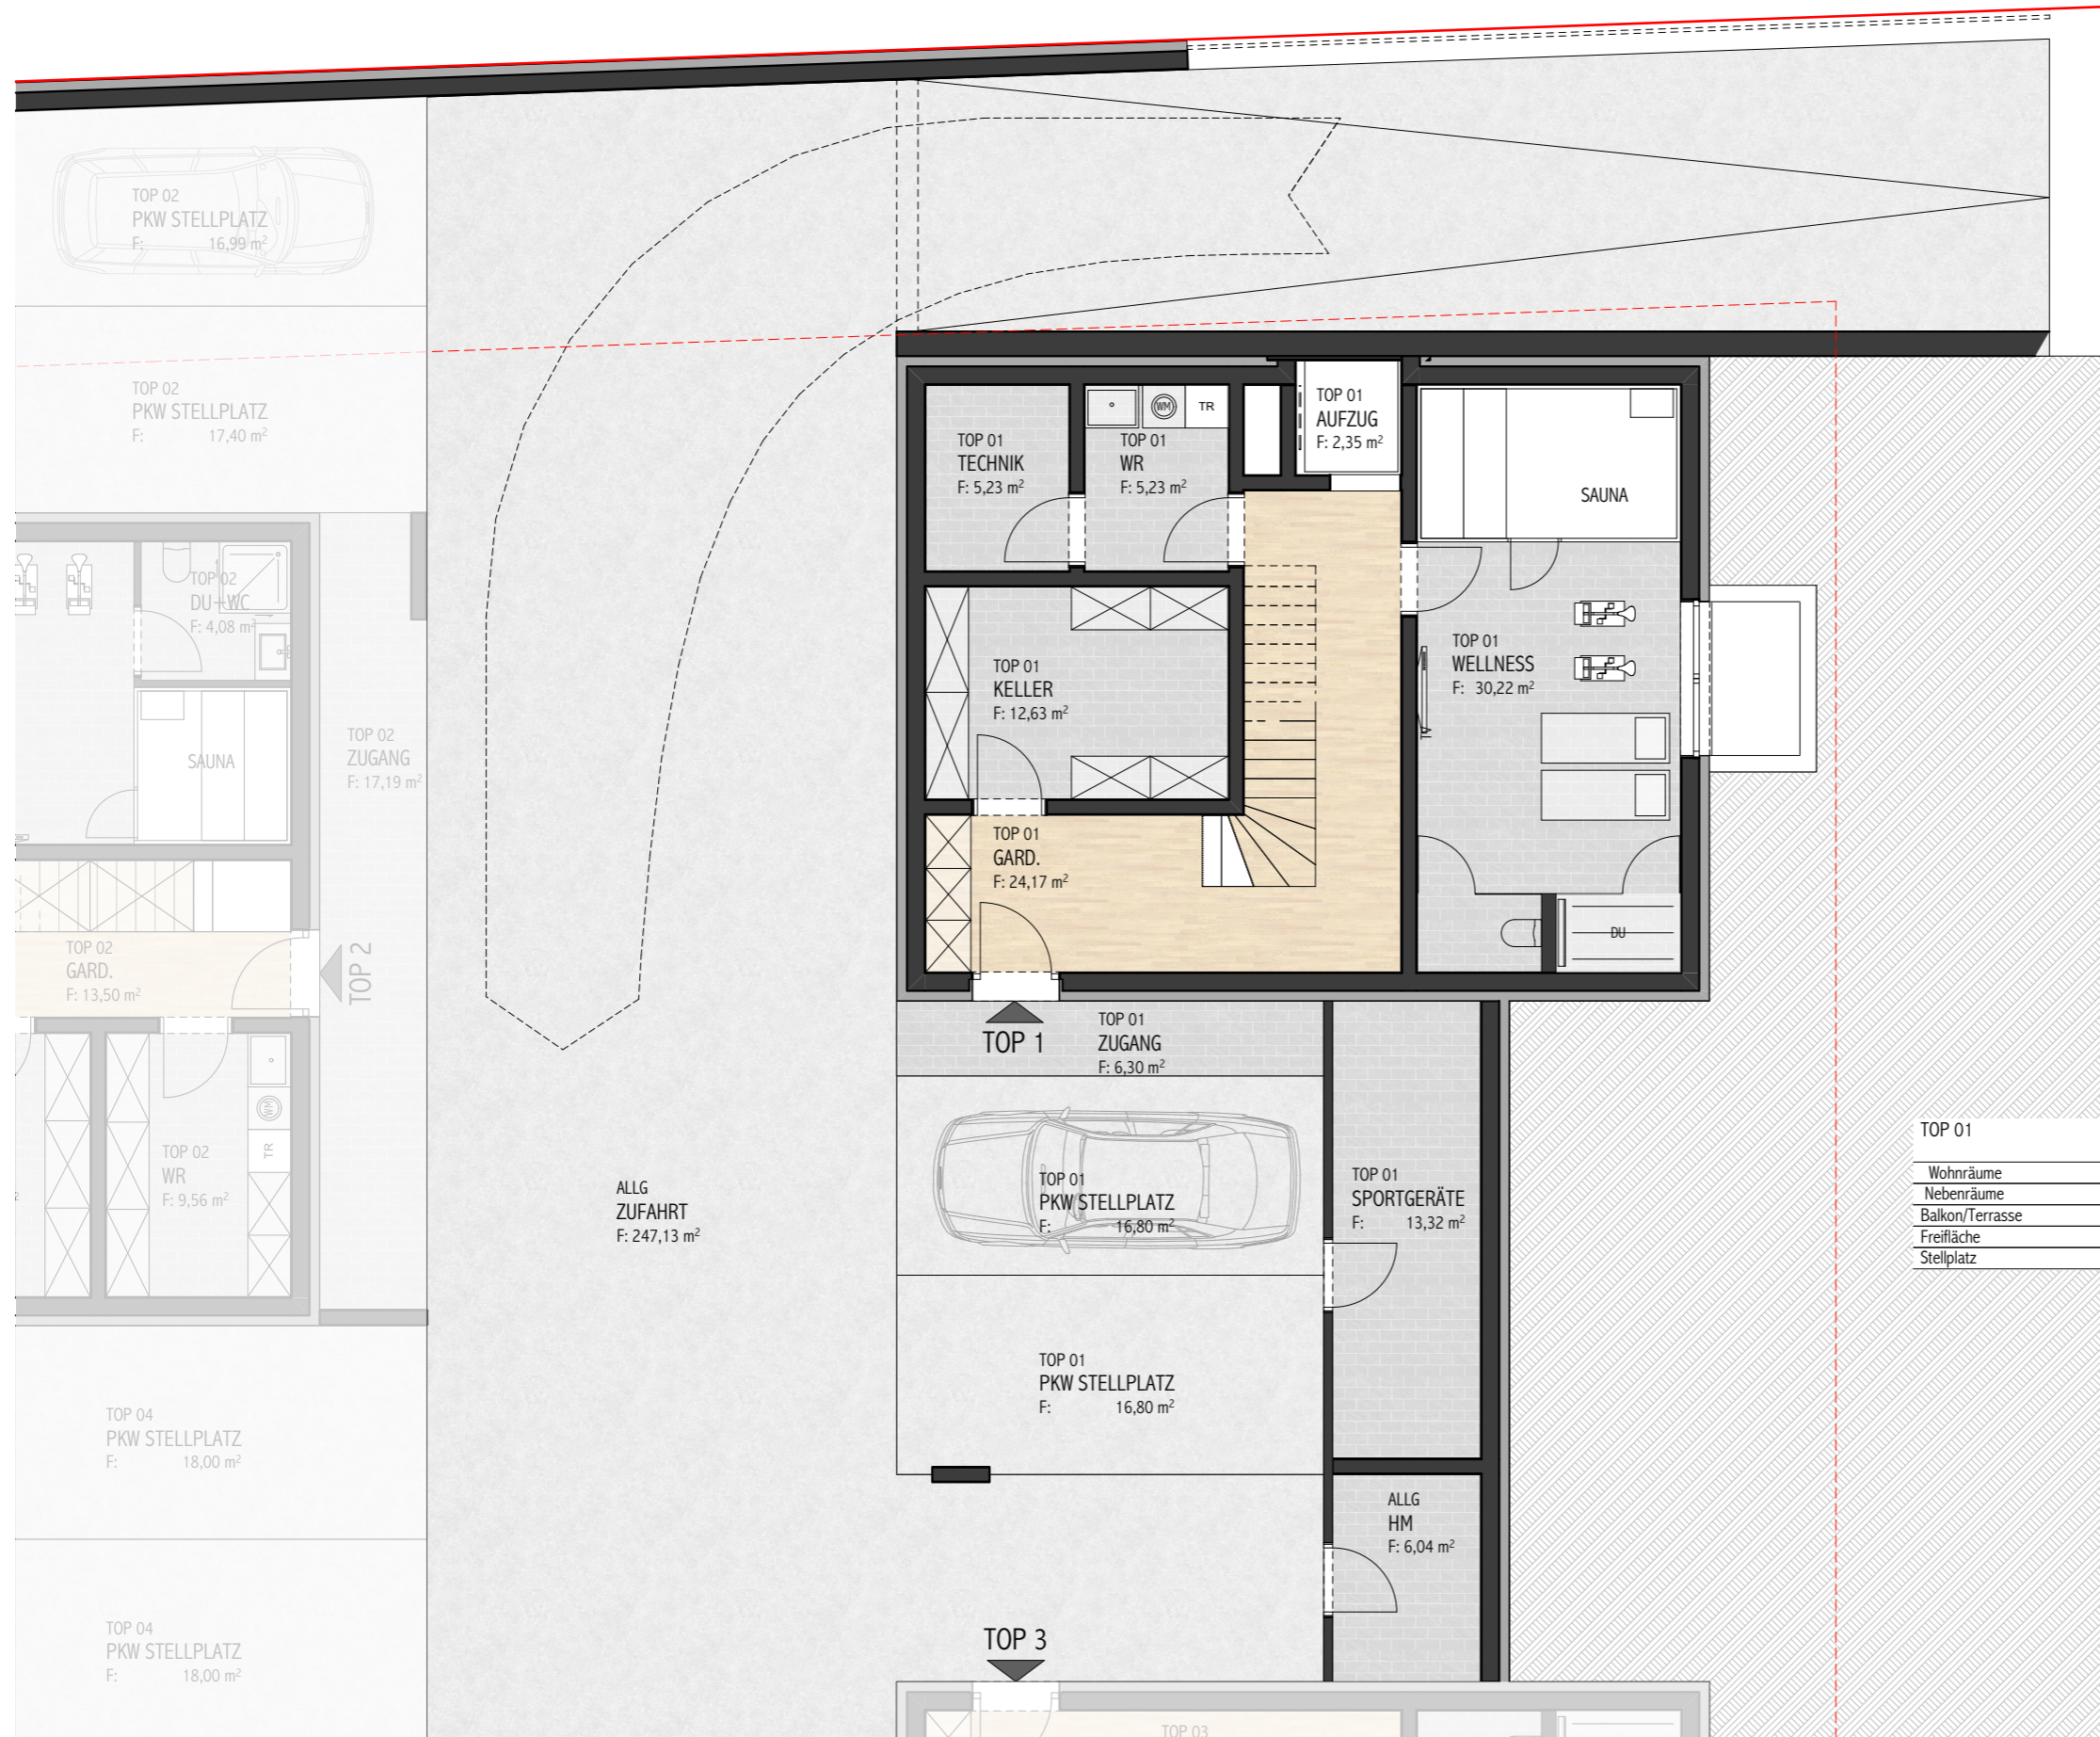 TOP 02
PKW STELLPLATZ
F: 16,99 m²
TOP 02
PKW STELLPLATZ
F: 17,40 m²
TOP 01
TECHNIK
F: 5,23 m²
WM
TR
TOP 01
WR
F: 5,23 m²
TOP 01
AUFZUG
F: 2,35 m²
SAUNA
TOP 02
DU+WC
F: 4,08 m²
SAUNA
TOP 02
ZUGANG
F: 17,19 m²
TOP 01
KELLER
F: 12,63 m²
TOP 01
WELLNESS
F: 30,22 m²
TV
TOP 01
GARD.
F: 24,17 m²
DU
TOP 02
GARD.
F: 13,50 m²
TOP 2
TOP 1
TOP 01
ZUGANG
F: 6,30 m²
WM
TR
TOP 02
WR
F: 9,56 m²
ALLG
ZUFAHRT
F: 247,13 m²
TOP 01
PKW STELLPLATZ
F: 16,80 m²
TOP 01
SPORTGERÄTE
F: 13,32 m²
TOP 01
Wohnräume
Nebenräume
Balkon/Terrasse
Freifläche
Stellplatz
TOP 01
PKW STELLPLATZ
F: 16,80 m²
TOP 04
PKW STELLPLATZ
F: 18,00 m²
ALLG
HM
F: 6,04 m²
TOP 04
PKW STELLPLATZ
F: 18,00 m²
TOP 3
TOP 03